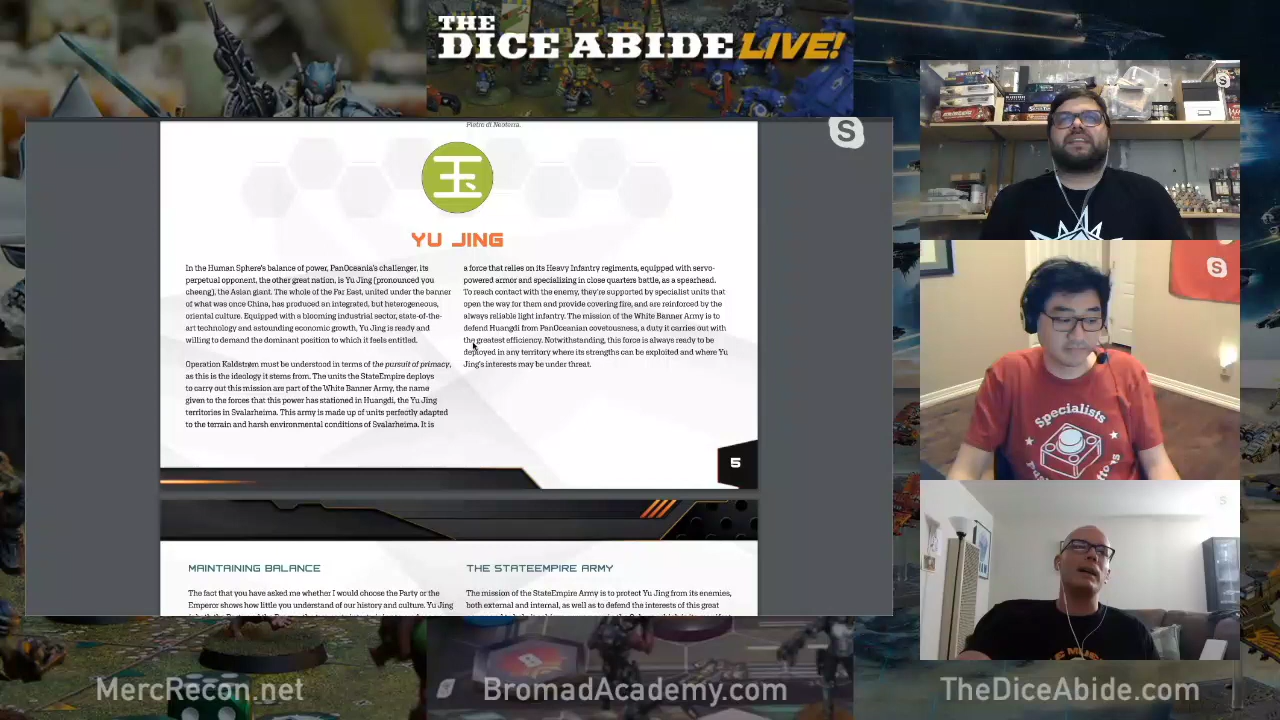 THE
DICE ABIDE LIVE!
Pietro di Neoterra.
玉
YU JING
In the Human Sphere's balance of power, PanOceania's challenger, its
perpetual opponent, the other great nation, is Yu Jing (pronounced you
cheeng), the Asian giant. The whole of the Far East, united under the banner
of what was once China, has produced an integrated, but heterogeneous,
oriental culture. Equipped with a blooming industrial sector, state-of-the-
art technology and astounding economic growth, Yu Jing is ready and
willing to demand the dominant position to which it feels entitled.
Operation Kaldstrøm must be understood in terms of the pursuit of primacy,
as this is the ideology it stems from. The units the StateEmpire deploys
to carry out this mission are part of the White Banner Army, the name
given to the forces that this power has stationed in Huangdi, the Yu Jing
territories in Svalarheima. This army is made up of units perfectly adapted
to the terrain and harsh environmental conditions of Svalarheima. It is
a force that relies on its Heavy Infantry regiments, equipped with servo-
powered armor and specializing in close quarters battle, as a spearhead.
To reach contact with the enemy, they're supported by specialist units that
open the way for them and provide covering fire, and are reinforced by the
always reliable light infantry. The mission of the White Banner Army is to
defend Huangdi from PanOceanian covetousness, a duty it carries out with
the greatest efficiency. Notwithstanding, this force is always ready to be
deployed in any territory where its strengths can be exploited and where Yu
Jing's interests may be under threat.
5
MAINTAINING BALANCE
The fact that you have asked me whether I would choose the Party or the
Emperor shows how little you understand of our history and culture. Yu Jing
THE STATEEMPIRE ARMY
The mission of the StateEmpire Army is to protect Yu Jing from its enemies,
both external and internal, as well as to defend the interests of this great
S
S
S
Specialists
MercRecon.net
BromadAcademy.com
TheDiceAbide.com